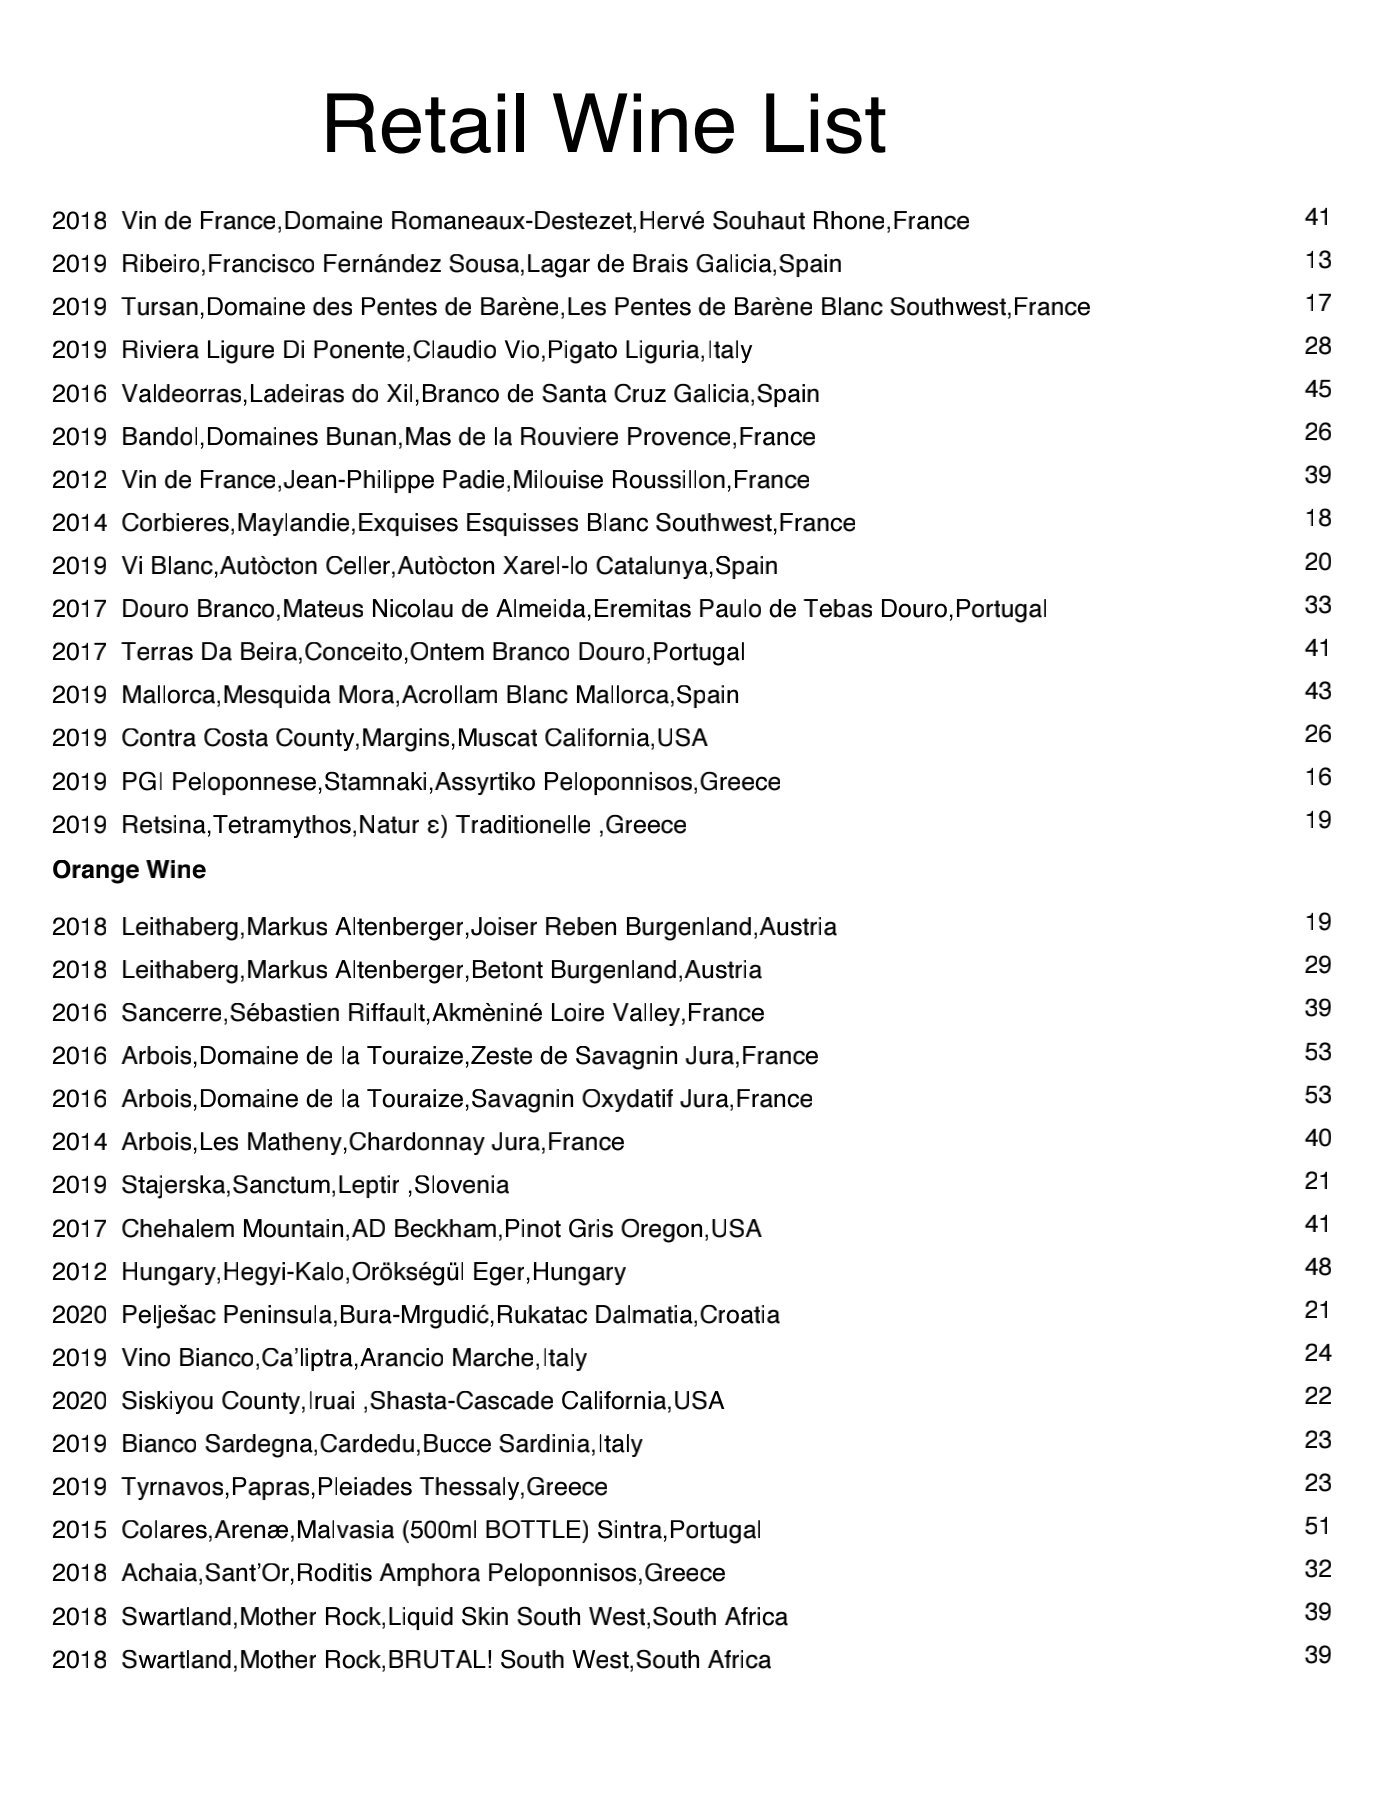 Retail Wine List
2018 Vin de France,Domaine Romaneaux-Destezet,Hervé Souhaut Rhone,France 41
2019 Ribeiro,Francisco Fernández Sousa,Lagar de Brais Galicia,Spain 13
2019 Tursan,Domaine des Pentes de Barène,Les Pentes de Barène Blanc Southwest,France 17
2019 Riviera Ligure Di Ponente,Claudio Vio,Pigato Liguria,Italy 28
2016 Valdeorras,Ladeiras do Xil,Branco de Santa Cruz Galicia,Spain 45
2019 Bandol,Domaines Bunan,Mas de la Rouviere Provence,France 26
2012 Vin de France,Jean-Philippe Padie,Milouise Roussillon,France 39
2014 Corbieres,Maylandie,Exquises Esquisses Blanc Southwest,France 18
2019 Vi Blanc,Autòcton Celler,Autòcton Xarel-lo Catalunya,Spain 20
2017 Douro Branco,Mateus Nicolau de Almeida,Eremitas Paulo de Tebas Douro,Portugal 33
2017 Terras Da Beira,Conceito,Ontem Branco Douro,Portugal 41
2019 Mallorca,Mesquida Mora,Acrollam Blanc Mallorca,Spain 43
2019 Contra Costa County,Margins,Muscat California,USA 26
2019 PGI Peloponnese,Stamnaki,Assyrtiko Peloponnisos,Greece 16
2019 Retsina,Tetramythos,Natur ε) Traditionelle ,Greece 19
Orange Wine
2018 Leithaberg,Markus Altenberger,Joiser Reben Burgenland,Austria 19
2018 Leithaberg,Markus Altenberger,Betont Burgenland,Austria 29
2016 Sancerre,Sébastien Riffault,Akmèniné Loire Valley,France 39
2016 Arbois,Domaine de la Touraize,Zeste de Savagnin Jura,France 53
2016 Arbois,Domaine de la Touraize,Savagnin Oxydatif Jura,France 53
2014 Arbois,Les Matheny,Chardonnay Jura,France 40
2019 Stajerska,Sanctum,Leptir ,Slovenia 21
2017 Chehalem Mountain,AD Beckham,Pinot Gris Oregon,USA 41
2012 Hungary,Hegyi-Kalo,Orökségül Eger,Hungary 48
2020 Pelješac Peninsula,Bura-Mrgudić,Rukatac Dalmatia,Croatia 21
2019 Vino Bianco,Ca’liptra,Arancio Marche,Italy 24
2020 Siskiyou County,Iruai ,Shasta-Cascade California,USA 22
2019 Bianco Sardegna,Cardedu,Bucce Sardinia,Italy 23
2019 Tyrnavos,Papras,Pleiades Thessaly,Greece 23
2015 Colares,Arenæ,Malvasia (500ml BOTTLE) Sintra,Portugal 51
2018 Achaia,Sant’Or,Roditis Amphora Peloponnisos,Greece 32
2018 Swartland,Mother Rock,Liquid Skin South West,South Africa 39
2018 Swartland,Mother Rock,BRUTAL! South West,South Africa 39